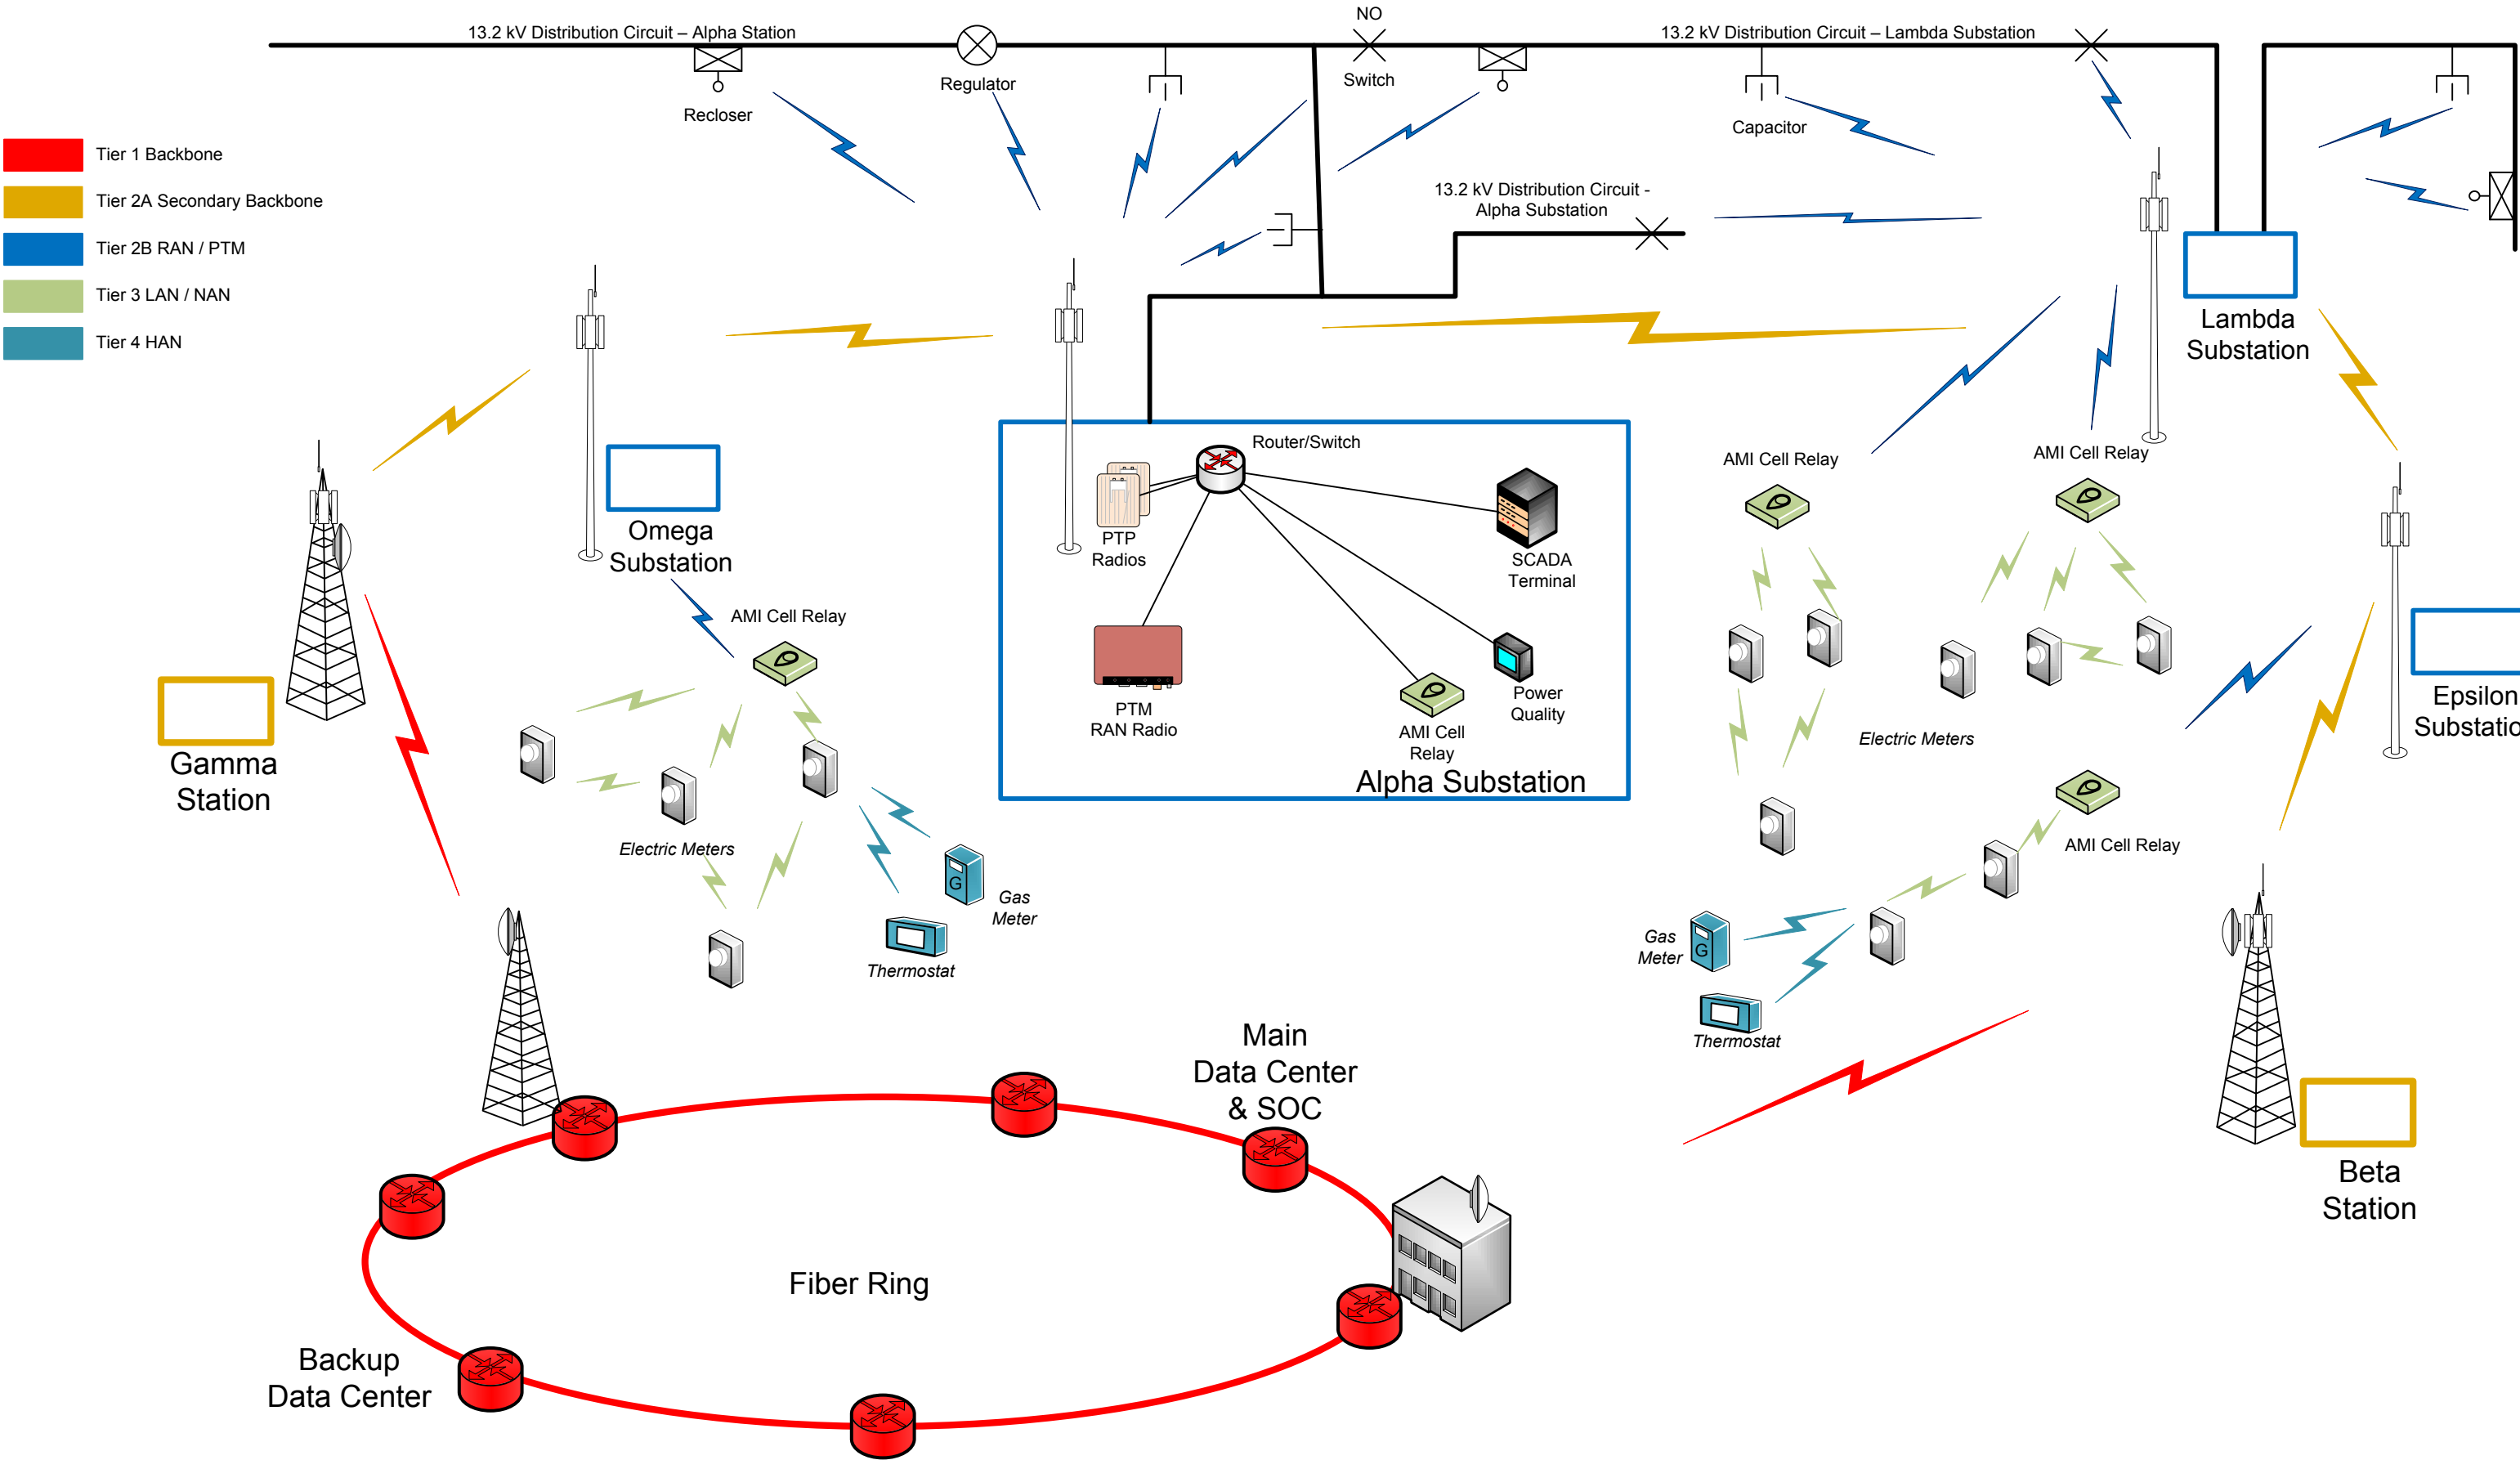 NO
13.2 kV Distribution Circuit – Alpha Station
13.2 kV Distribution Circuit – Lambda Substation
Regulator
Switch
Recloser
Capacitor
Tier 1 Backbone
Tier 2A Secondary Backbone
Tier 2B RAN / PTM
Tier 3 LAN / NAN
Tier 4 HAN
13.2 kV Distribution Circuit -
Alpha Substation
Lambda
Substation
Router/Switch
AMI Cell Relay
AMI Cell Relay
Omega
Substation
PTP
Radios
SCADA
Terminal
AMI Cell Relay
PTM
RAN Radio
Power
Quality
AMI Cell
Relay
Alpha Substation
Epsilon
Substatio
Electric Meters
Gamma
Station
Electric Meters
AMI Cell Relay
G
Gas
Meter
Thermostat
Gas
Meter
G
Thermostat
Main
Data Center
& SOC
Beta
Station
Fiber Ring
Backup
Data Center